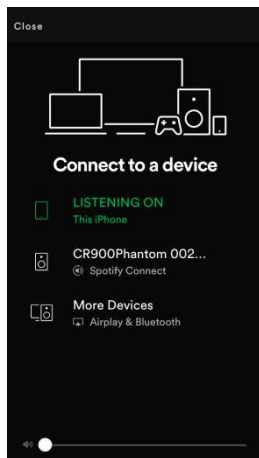 Close
Connect to a device
LISTENING ON
This iPhone
CR900Phantom 002...
Spotify Connect
More Devices
Airplay & Bluetooth